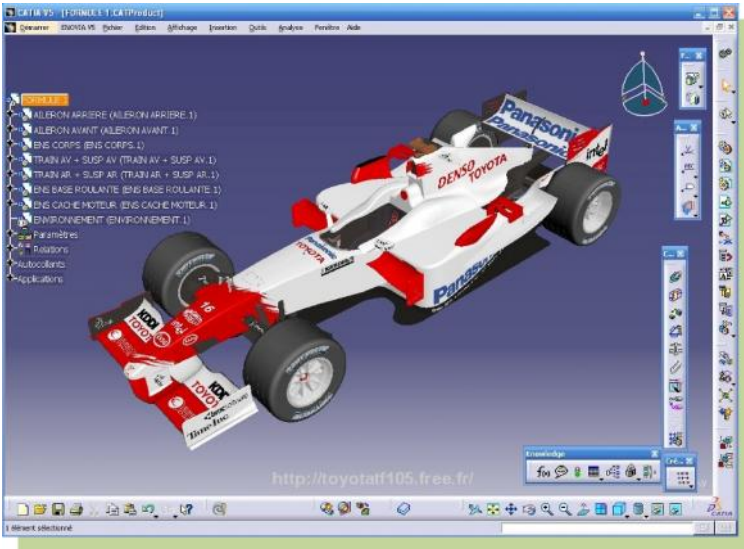 CATIA V5 - [FORMULE 1.CATProduct]
Démarrer ENOVIA V5 Fichier Edition Affichage Insertion Outils Analyse Fenêtre Aide
FORMULE 1
AILERON ARRIERE (AILERON ARRIERE.1)
AILERON AVANT (AILERON AVANT.1)
ENS CORPS (ENS CORPS.1)
TRAIN AV + SUSP AV (TRAIN AV + SUSP AV.1)
TRAIN AR + SUSP AR (TRAIN AR + SUSP AR.1)
ENS BASE ROULANTE (ENS BASE ROULANTE.1)
ENS CACHE MOTEUR (ENS CACHE MOTEUR.1)
ENVIRONNEMENT (ENVIRONNEMENT.1)
Paramètres
Relations
Autocollants
Applications
Panasonic
Panasonic
intel
DENSO
TOYOTA
Panasonic
TOYOTA
Panasonic
16
KDDI
TOYOTA
TOYOTA
KDDI
Time Inc
Knowledge
http://toyotatf105.free.fr/
CATIA
1 élément sélectionné